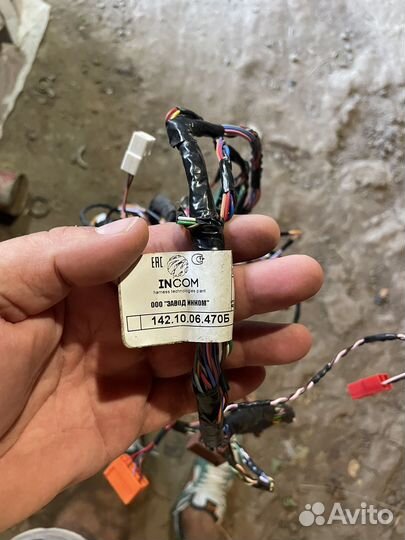 EAC
INCOM
harness technologies plant
ООО "ЗАВОД ИНКОМ"
142.10.06.470Б
Avito